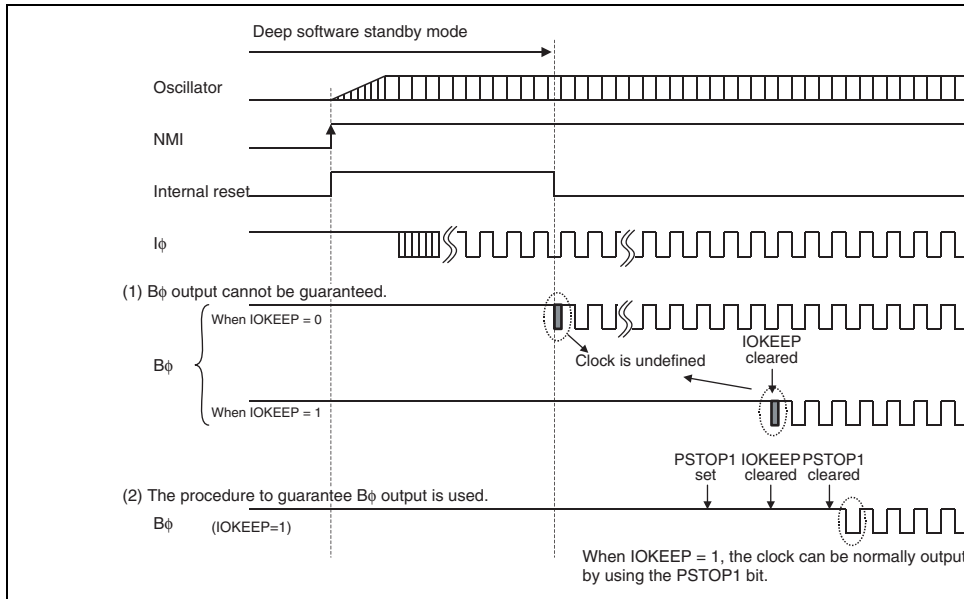 Deep software standby mode
Oscillator
NMI
Internal reset
Iϕ
(1) Bϕ output cannot be guaranteed.
When IOKEEP = 0
Clock is undefined
IOKEEP
cleared
Bϕ
When IOKEEP = 1
PSTOP1 IOKEEP PSTOP1
set cleared cleared
(2) The procedure to guarantee Bϕ output is used.
Bϕ (IOKEEP=1)
When IOKEEP = 1, the clock can be normally output
by using the PSTOP1 bit.